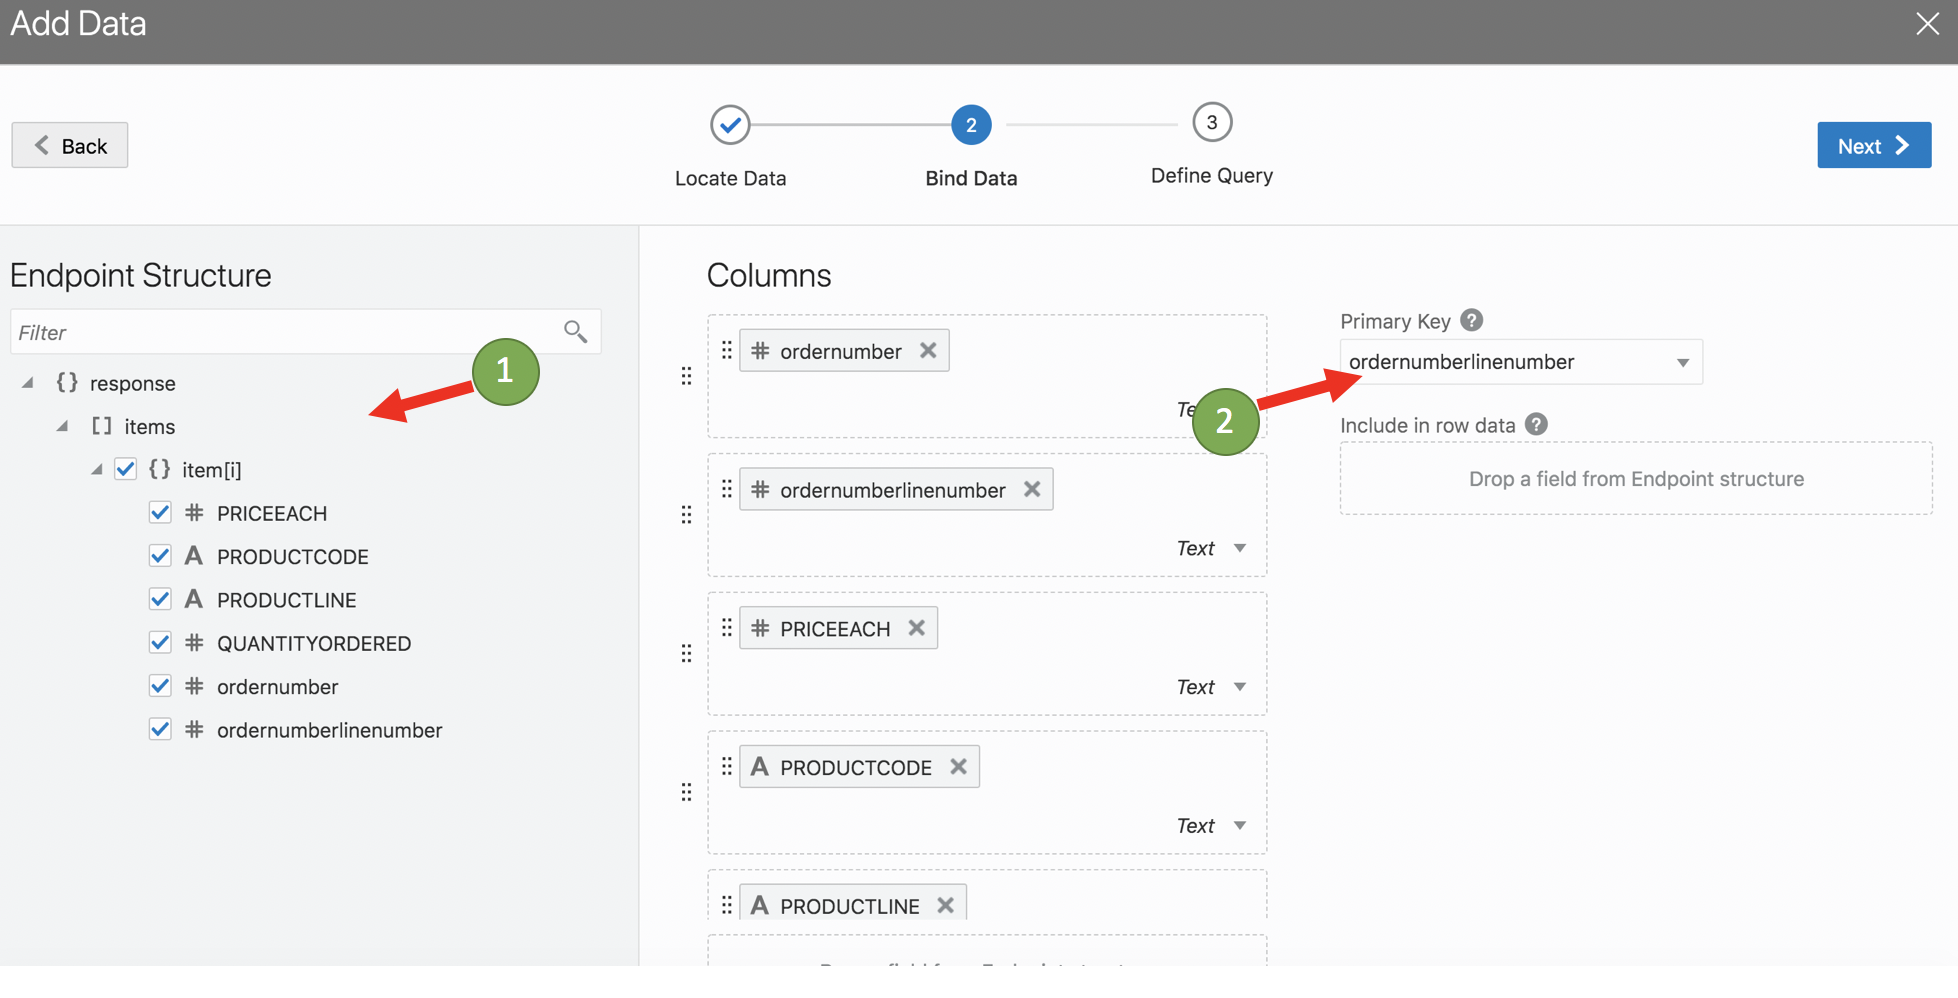 Add Data
Back
2
3
Locate Data
Bind Data
Define Query
Next
Endpoint Structure
Filter
1
response
items
item[i]
PRICEEACH
PRODUCTCODE
PRODUCTLINE
QUANTITYORDERED
ordernumber
ordernumberlinenumber
Columns
ordernumber
ordernumberlinenumber
Text
PRICEEACH
Text
PRODUCTCODE
Text
PRODUCTLINE
Primary Key ?
ordernumberlinenumber
2
Include in row data ?
Drop a field from Endpoint structure